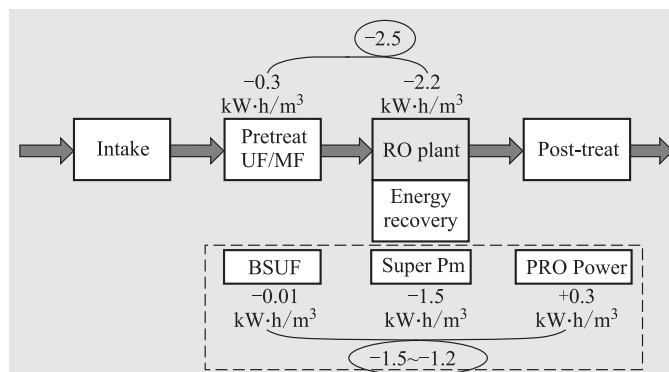 −2.5
−0.3
kW·h/m³
−2.2
kW·h/m³
Intake
Pretreat
UF/MF
RO plant
Post-treat
Energy
recovery
BSUF
Super Pm
PRO Power
−0.01
kW·h/m³
−1.5
kW·h/m³
+0.3
kW·h/m³
−1.5~−1.2